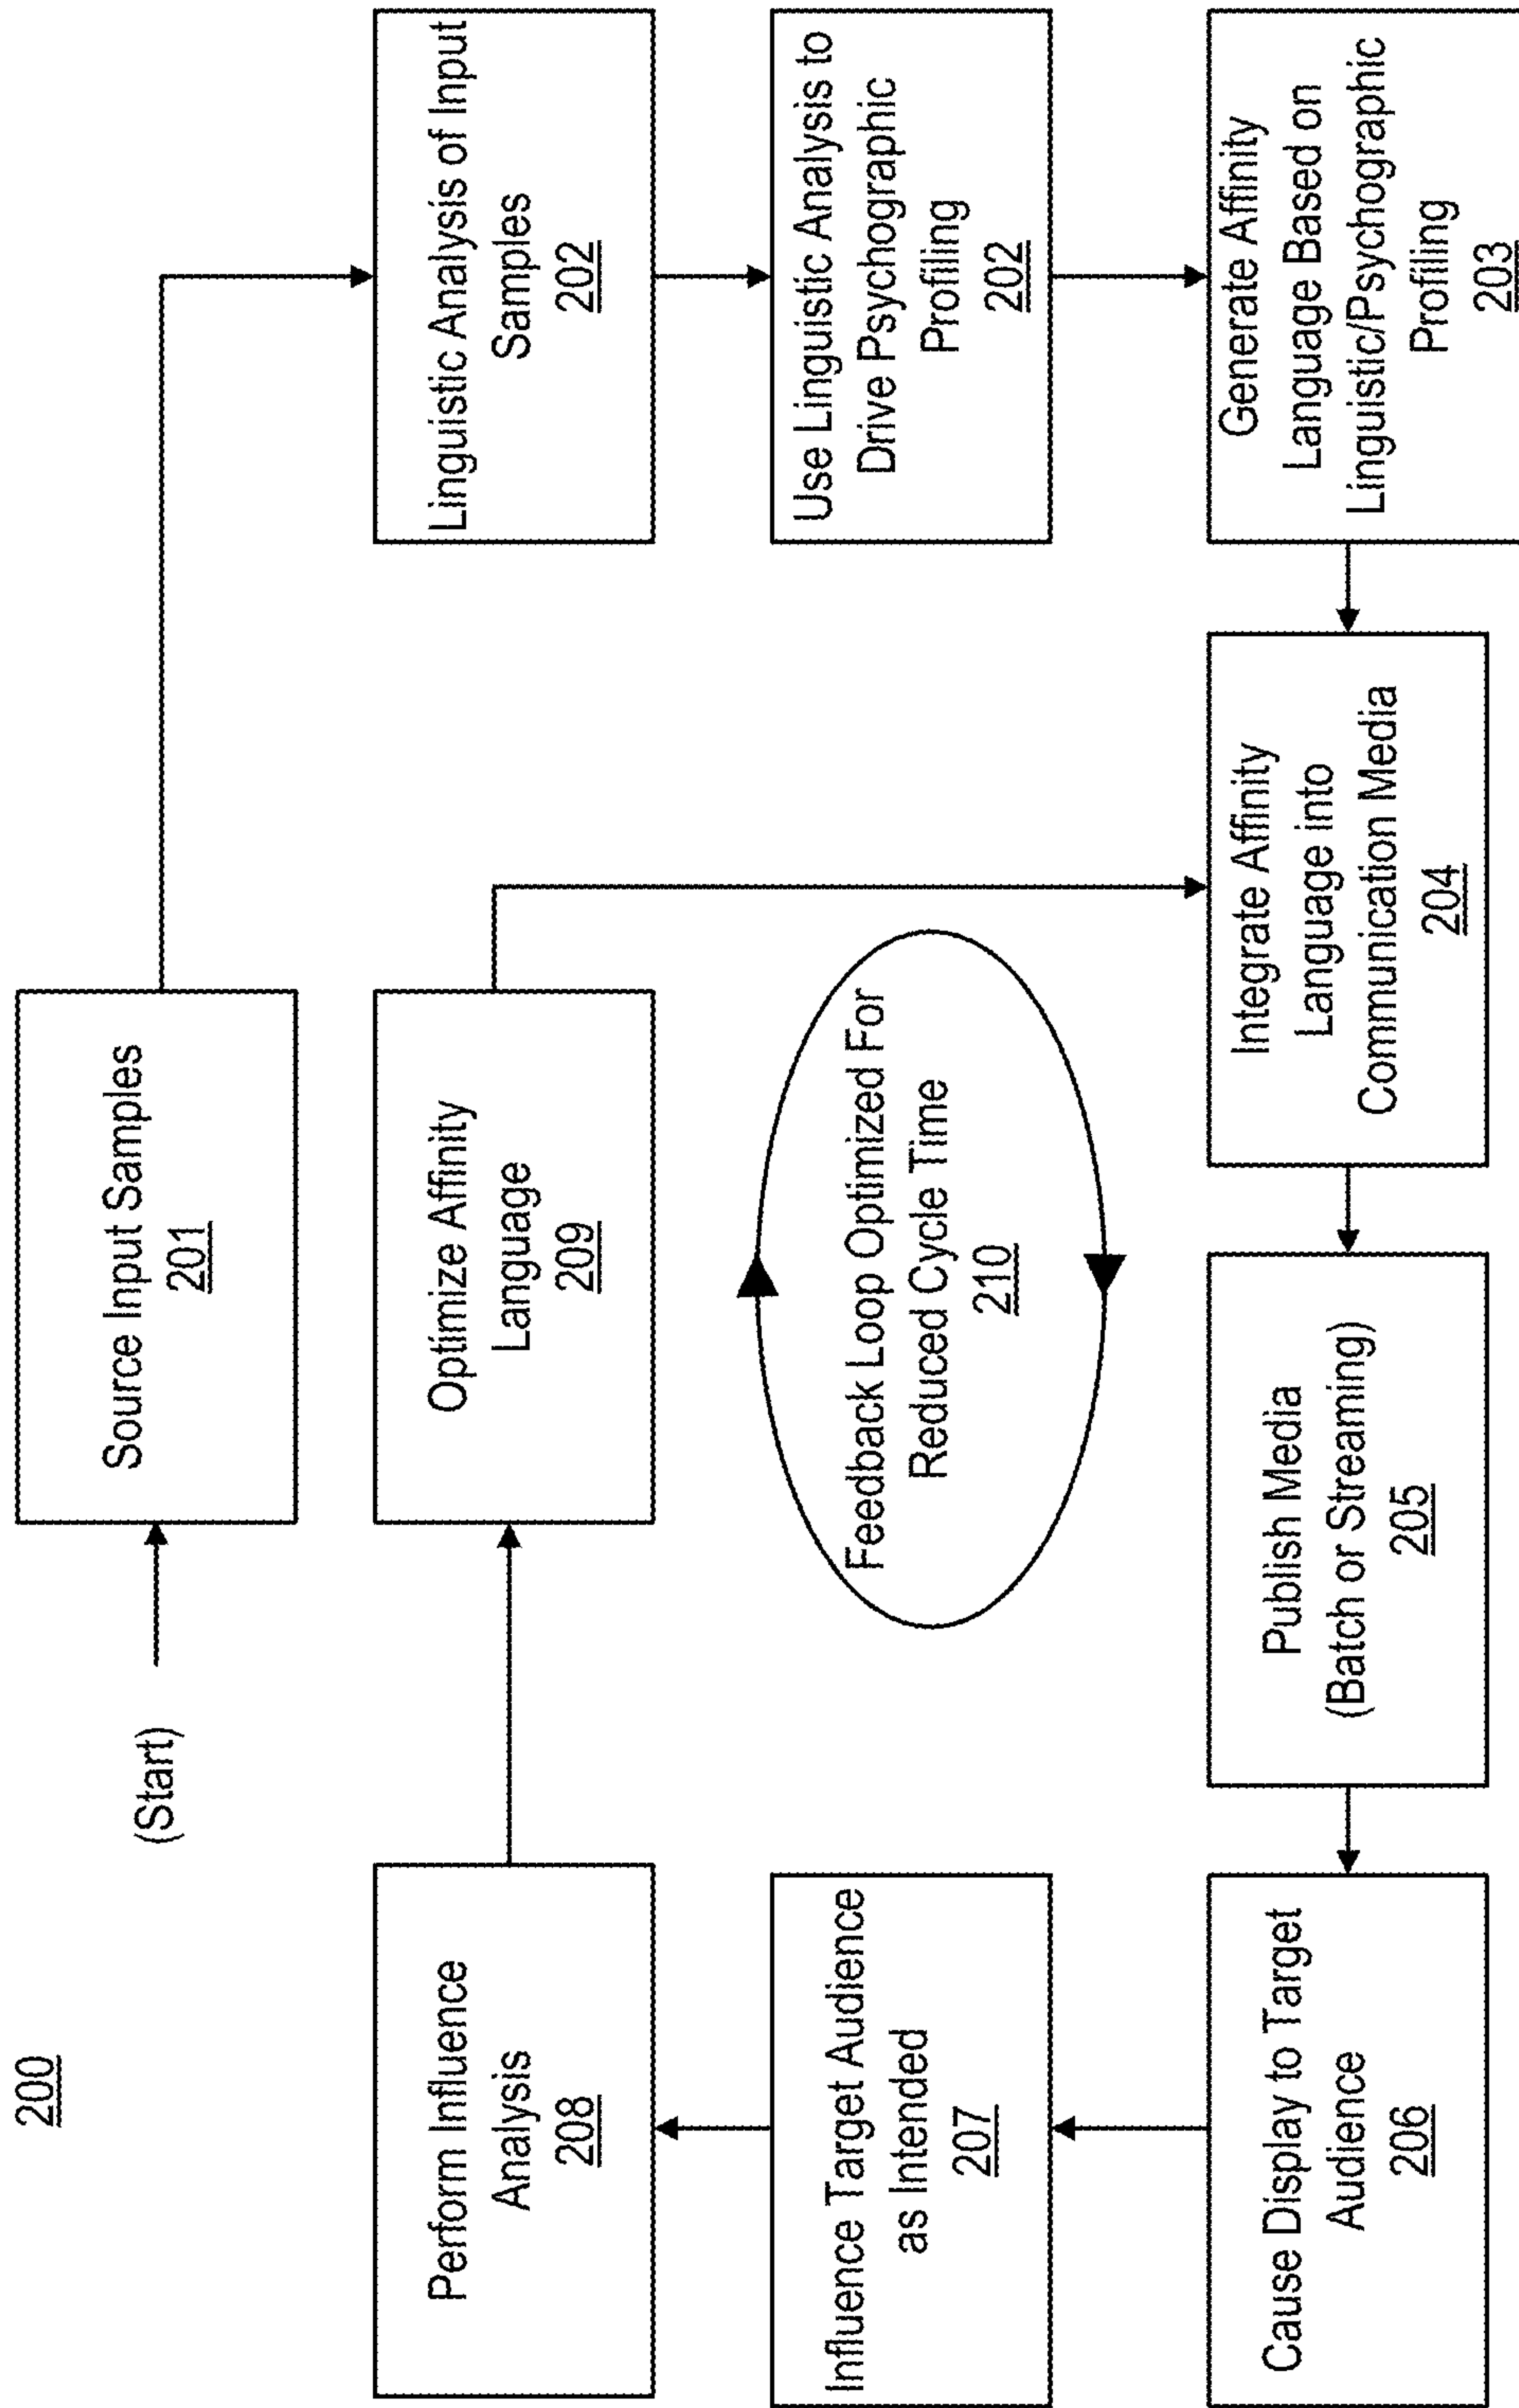 200
(Start)
Source Input Samples
201
Linguistic Analysis of Input
Samples
202
Use Linguistic Analysis to
Drive Psychographic
Profiling
202
Generate Affinity
Language Based on
Linguistic/Psychographic
Profiling
203
Integrate Affinity
Language into
Communication Media
204
Publish Media
(Batch or Streaming)
205
Cause Display to Target
Audience
206
Influence Target Audience
as Intended
207
Perform Influence
Analysis
208
Optimize Affinity
Language
209
Feedback Loop Optimized For
Reduced Cycle Time
210